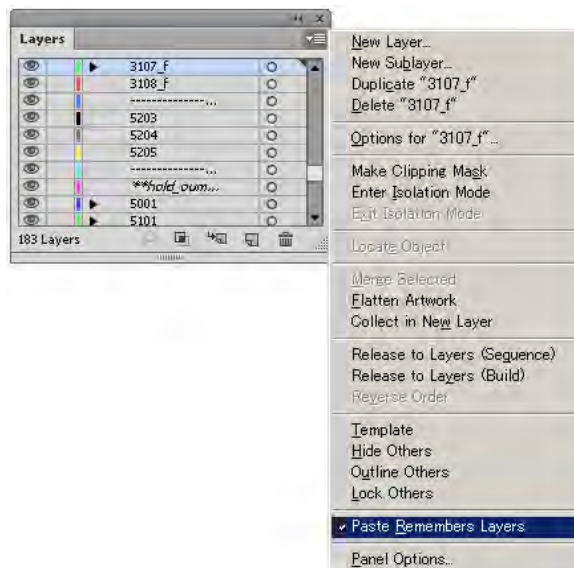 Layers
3107_f
3108_f
--------------...
5203
5204
5205
--------------...
5001
5101
183 Layers
New Layer...
New Sublayer...
Duplicate "3107_f"
Delete "3107_f"
Options for "3107_f"...
Make Clipping Mask
Enter Isolation Mode
Exit Isolation Mode
Locate Object
Merge Selected
Flatten Artwork
Collect in New Layer
Release to Layers (Sequence)
Release to Layers (Build)
Reverse Order
Template
Hide Others
Outline Others
Lock Others
Paste Remembers Layers
Panel Options...